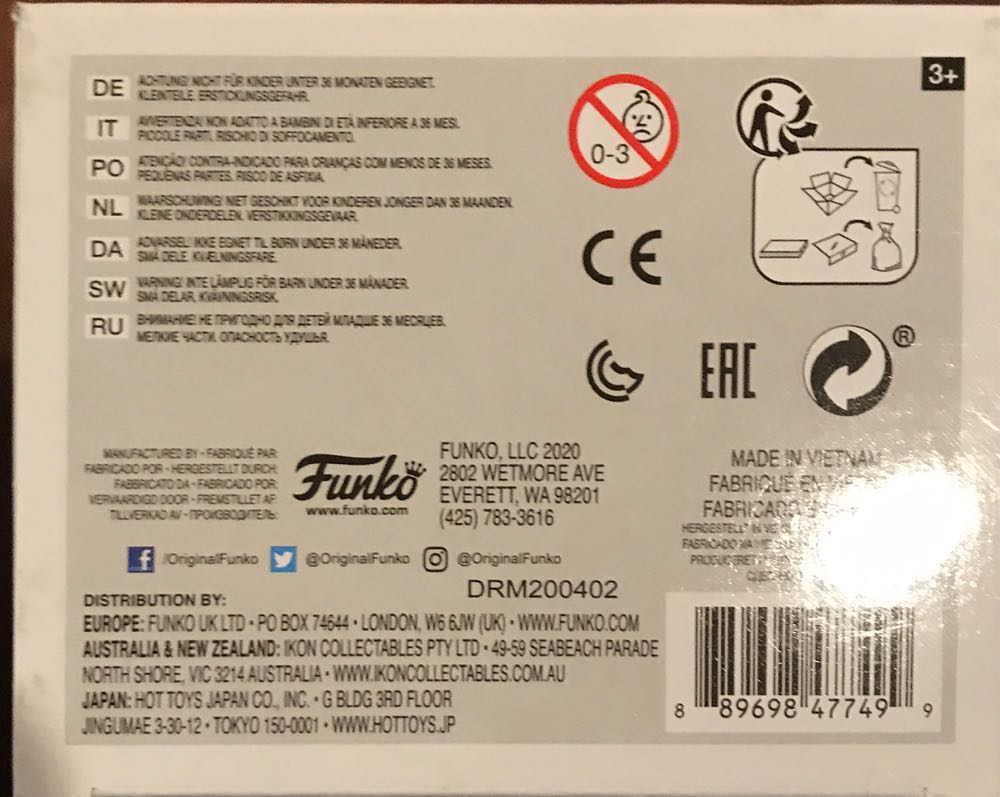 3+
DE ACHTUNG! NICHT FÜR KINDER UNTER 36 MONATEN GEEIGNET.
KLEINTEILE. ERSTICKUNGSGEFAHR.
IT AVVERTENZA! NON ADATTO A BAMBINI DI ETÀ INFERIORE A 36 MESI.
PICCOLE PARTI. RISCHIO DI SOFFOCAMENTO.
PO ATENÇÃO! CONTRA-INDICADO PARA CRIANÇAS COM MENOS DE 36 MESES.
PEQUENAS PARTES. RISCO DE ASFIXIA.
NL WAARSCHUWING! NIET GESCHIKT VOOR KINDEREN JONGER DAN 36 MAANDEN.
KLEINE ONDERDELEN. VERSTIKKINGSGEVAAR.
DA ADVARSEL! IKKE EGNET TIL BØRN UNDER 36 MÅNEDER.
SMÅ DELE. KVÆLNINGSFARE.
SW VARNING! INTE LÄMPLIG FÖR BARN UNDER 36 MÅNADER.
SMÅ DELAR. KVÄVNINGSRISK.
RU ВНИМАНИЕ! НЕ ПРИГОДНО ДЛЯ ДЕТЕЙ МЛАДШЕ 36 МЕСЯЦЕВ.
МЕЛКИЕ ЧАСТИ. ОПАСНОСТЬ УДУШЬЯ.
0-3
CE
EAC
®
MANUFACTURED BY • FABRIQUÉ PAR
FABRICADO POR • HERGESTELLT DURCH:
FABBRICATO DA • FABRICADO POR:
VERVAARDIGD DOOR • FREMSTILLET AF:
TILLVERKAD AV • ПРОИЗВОДИТЕЛЬ:
Funko
www.funko.com
FUNKO, LLC 2020
2802 WETMORE AVE
EVERETT, WA 98201
(425) 783-3616
MADE IN VIETNAM
FABRIQUÉ EN
FABRICADO
HERGESTELLT IN
FABRICADO
f /OriginalFunko @OriginalFunko @OriginalFunko
DRM200402
DISTRIBUTION BY:
EUROPE: FUNKO UK LTD • PO BOX 74644 • LONDON, W6 6JW (UK) • WWW.FUNKO.COM
AUSTRALIA & NEW ZEALAND: IKON COLLECTABLES PTY LTD • 49-59 SEABEACH PARADE
NORTH SHORE, VIC 3214 AUSTRALIA • WWW.IKONCOLLECTABLES.COM.AU
JAPAN: HOT TOYS JAPAN CO., INC. • G BLDG 3RD FLOOR
JINGUMAE 3-30-12 • TOKYO 150-0001 • WWW.HOTTOYS.JP
8 89698 47749 9